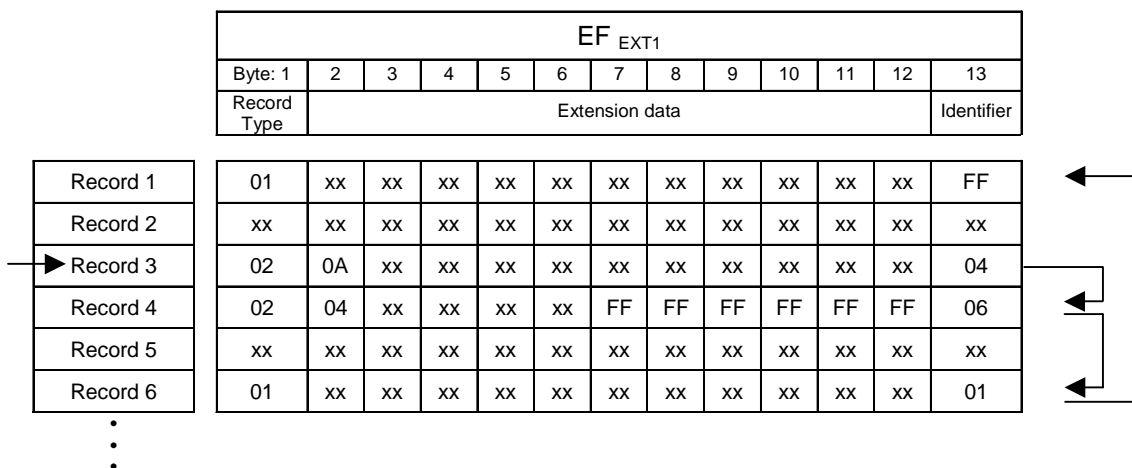 EF EXT1
Byte: 1 2 3 4 5 6 7 8 9 10 11 12 13
Record Type Extension data Identifier
Record 1 01 xx xx xx xx xx xx xx xx xx xx xx FF
Record 2 xx xx xx xx xx xx xx xx xx xx xx xx xx
Record 3 02 0A xx xx xx xx xx xx xx xx xx xx 04
Record 4 02 04 xx xx xx xx FF FF FF FF FF FF 06
Record 5 xx xx xx xx xx xx xx xx xx xx xx xx xx
Record 6 01 xx xx xx xx xx xx xx xx xx xx xx 01